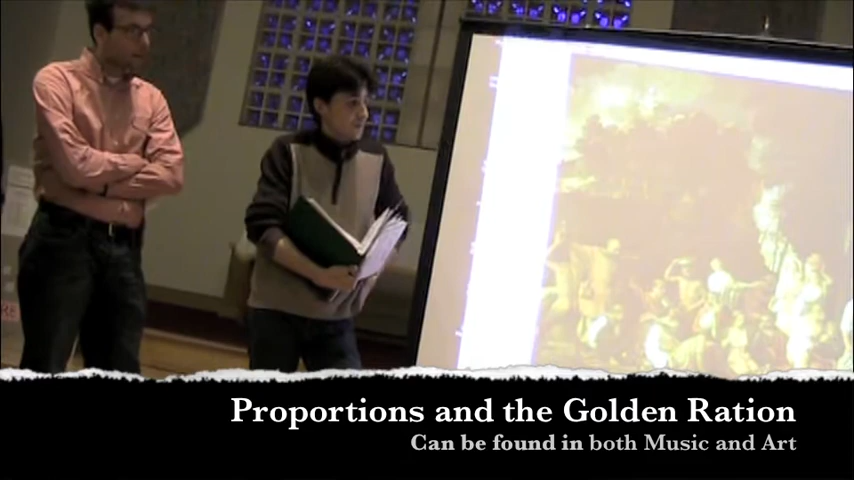 Proportions and the Golden Ration
Can be found in both Music and Art